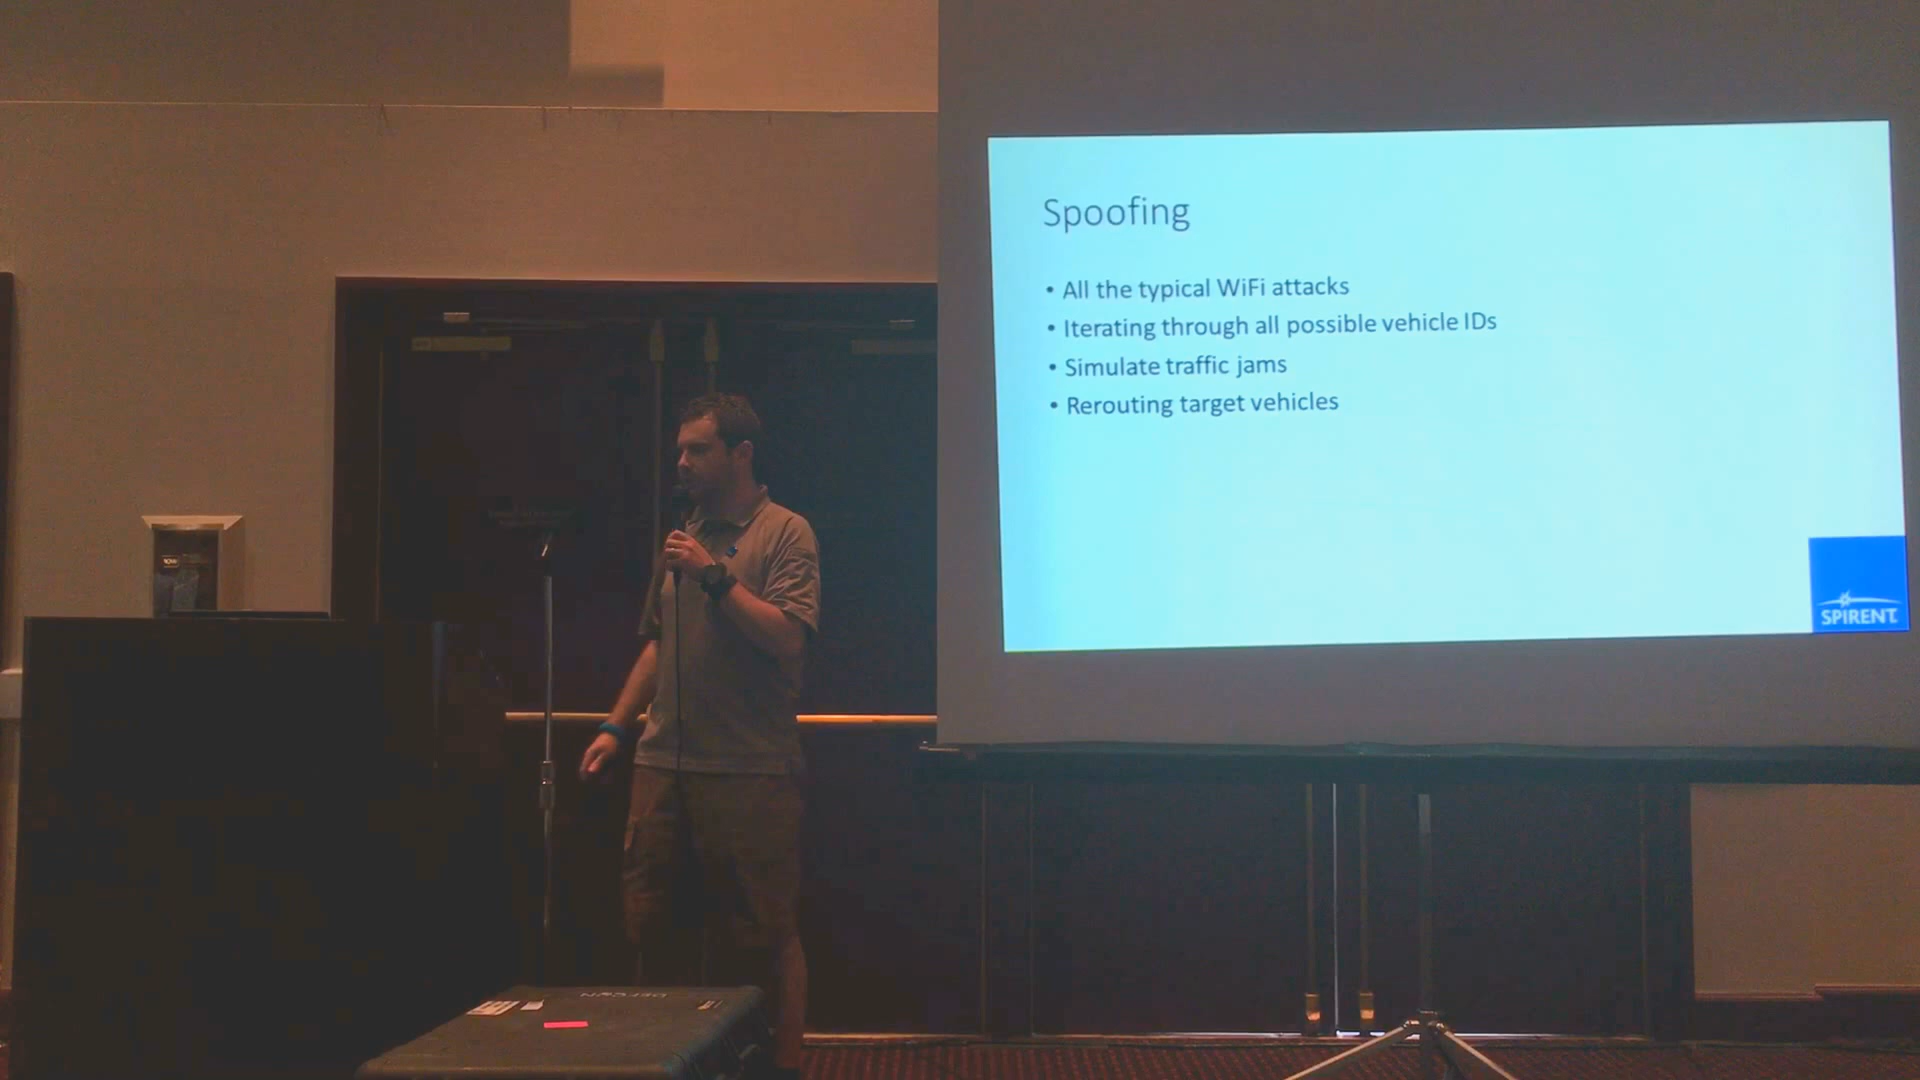 Spoofing
• All the typical WiFi attacks
• Iterating through all possible vehicle IDs
• Simulate traffic jams
• Rerouting target vehicles
SPIRENT
DEFCON